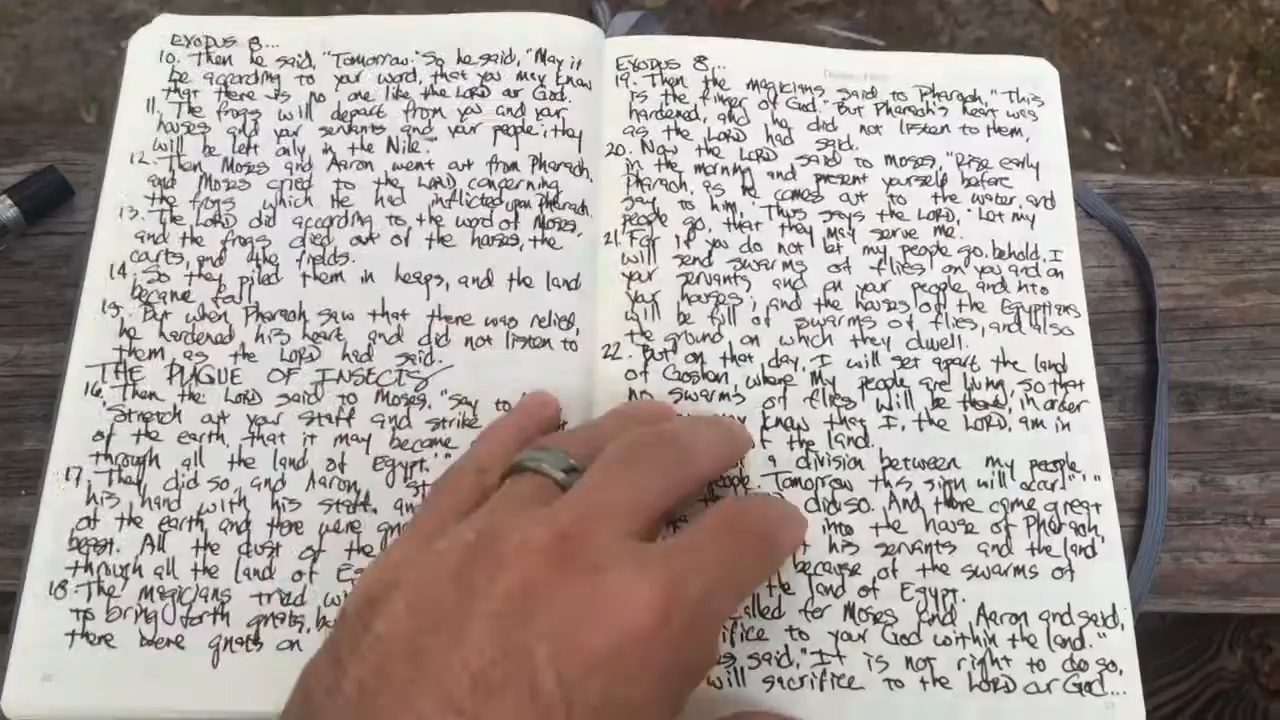 EXODUS 8...
10. Then he said, "Tomorrow." So he said, "May it
be according to your word, that you may know
that there is no one like the LORD our God.
11. The frogs will depart from you and your
houses and your servants and your people; they
will be left only in the Nile."
12. Then Moses and Aaron went out from Pharaoh,
and Moses cried to the LORD concerning
the frogs which He had inflicted upon Pharaoh.
13. The LORD did according to the word of Moses,
and the frogs died out of the houses, the
courts, and the fields.
14. So they piled them in heaps, and the land
became foul.
15. But when Pharaoh saw that there was relief,
he hardened his heart and did not listen to
them, as the LORD had said.
THE PLAGUE OF INSECTS
16. Then the LORD said to Moses, "Say to
'Stretch out your staff and strike
of the earth, that it may become
through all the land of Egypt.'"
17. They did so, and Aaron
his hand with his staff, an
of the earth, and there were
beast. All the dust of the
through all the land of
18. The magicians tried
to bring forth gnats,
there were gnats on
EXODUS 8...
19. Then the magicians said to Pharaoh, "This
is the finger of God." But Pharaoh's heart was
hardened, and he did not listen to them,
as the LORD had said.
20. Now the LORD said to Moses, "Rise early
in the morning and present yourself before
Pharaoh, as he comes out to the water, and
say to him, 'Thus says the LORD, "Let my
people go, that they may serve me.
21. For if you do not let my people go, behold, I
will send swarms of flies on you and on
your servants and on your people and into
your houses; and the houses of the Egyptians
will be full of swarms of flies, and also
the ground on which they dwell.
22. But on that day, I will set apart the land
of Goshen, where My people are living, so that
no swarms of flies will be there, in order
may know that I, the LORD, am in
of the land.
a division between my people
people. Tomorrow this sign will occur"'"
did so. And there came great
into the house of Pharaoh
his servants and the land
because of the swarms of
the land of Egypt.
called for Moses and Aaron and said,
to your God within the land."
said, "It is not right to do so,
will sacrifice to the LORD our God...